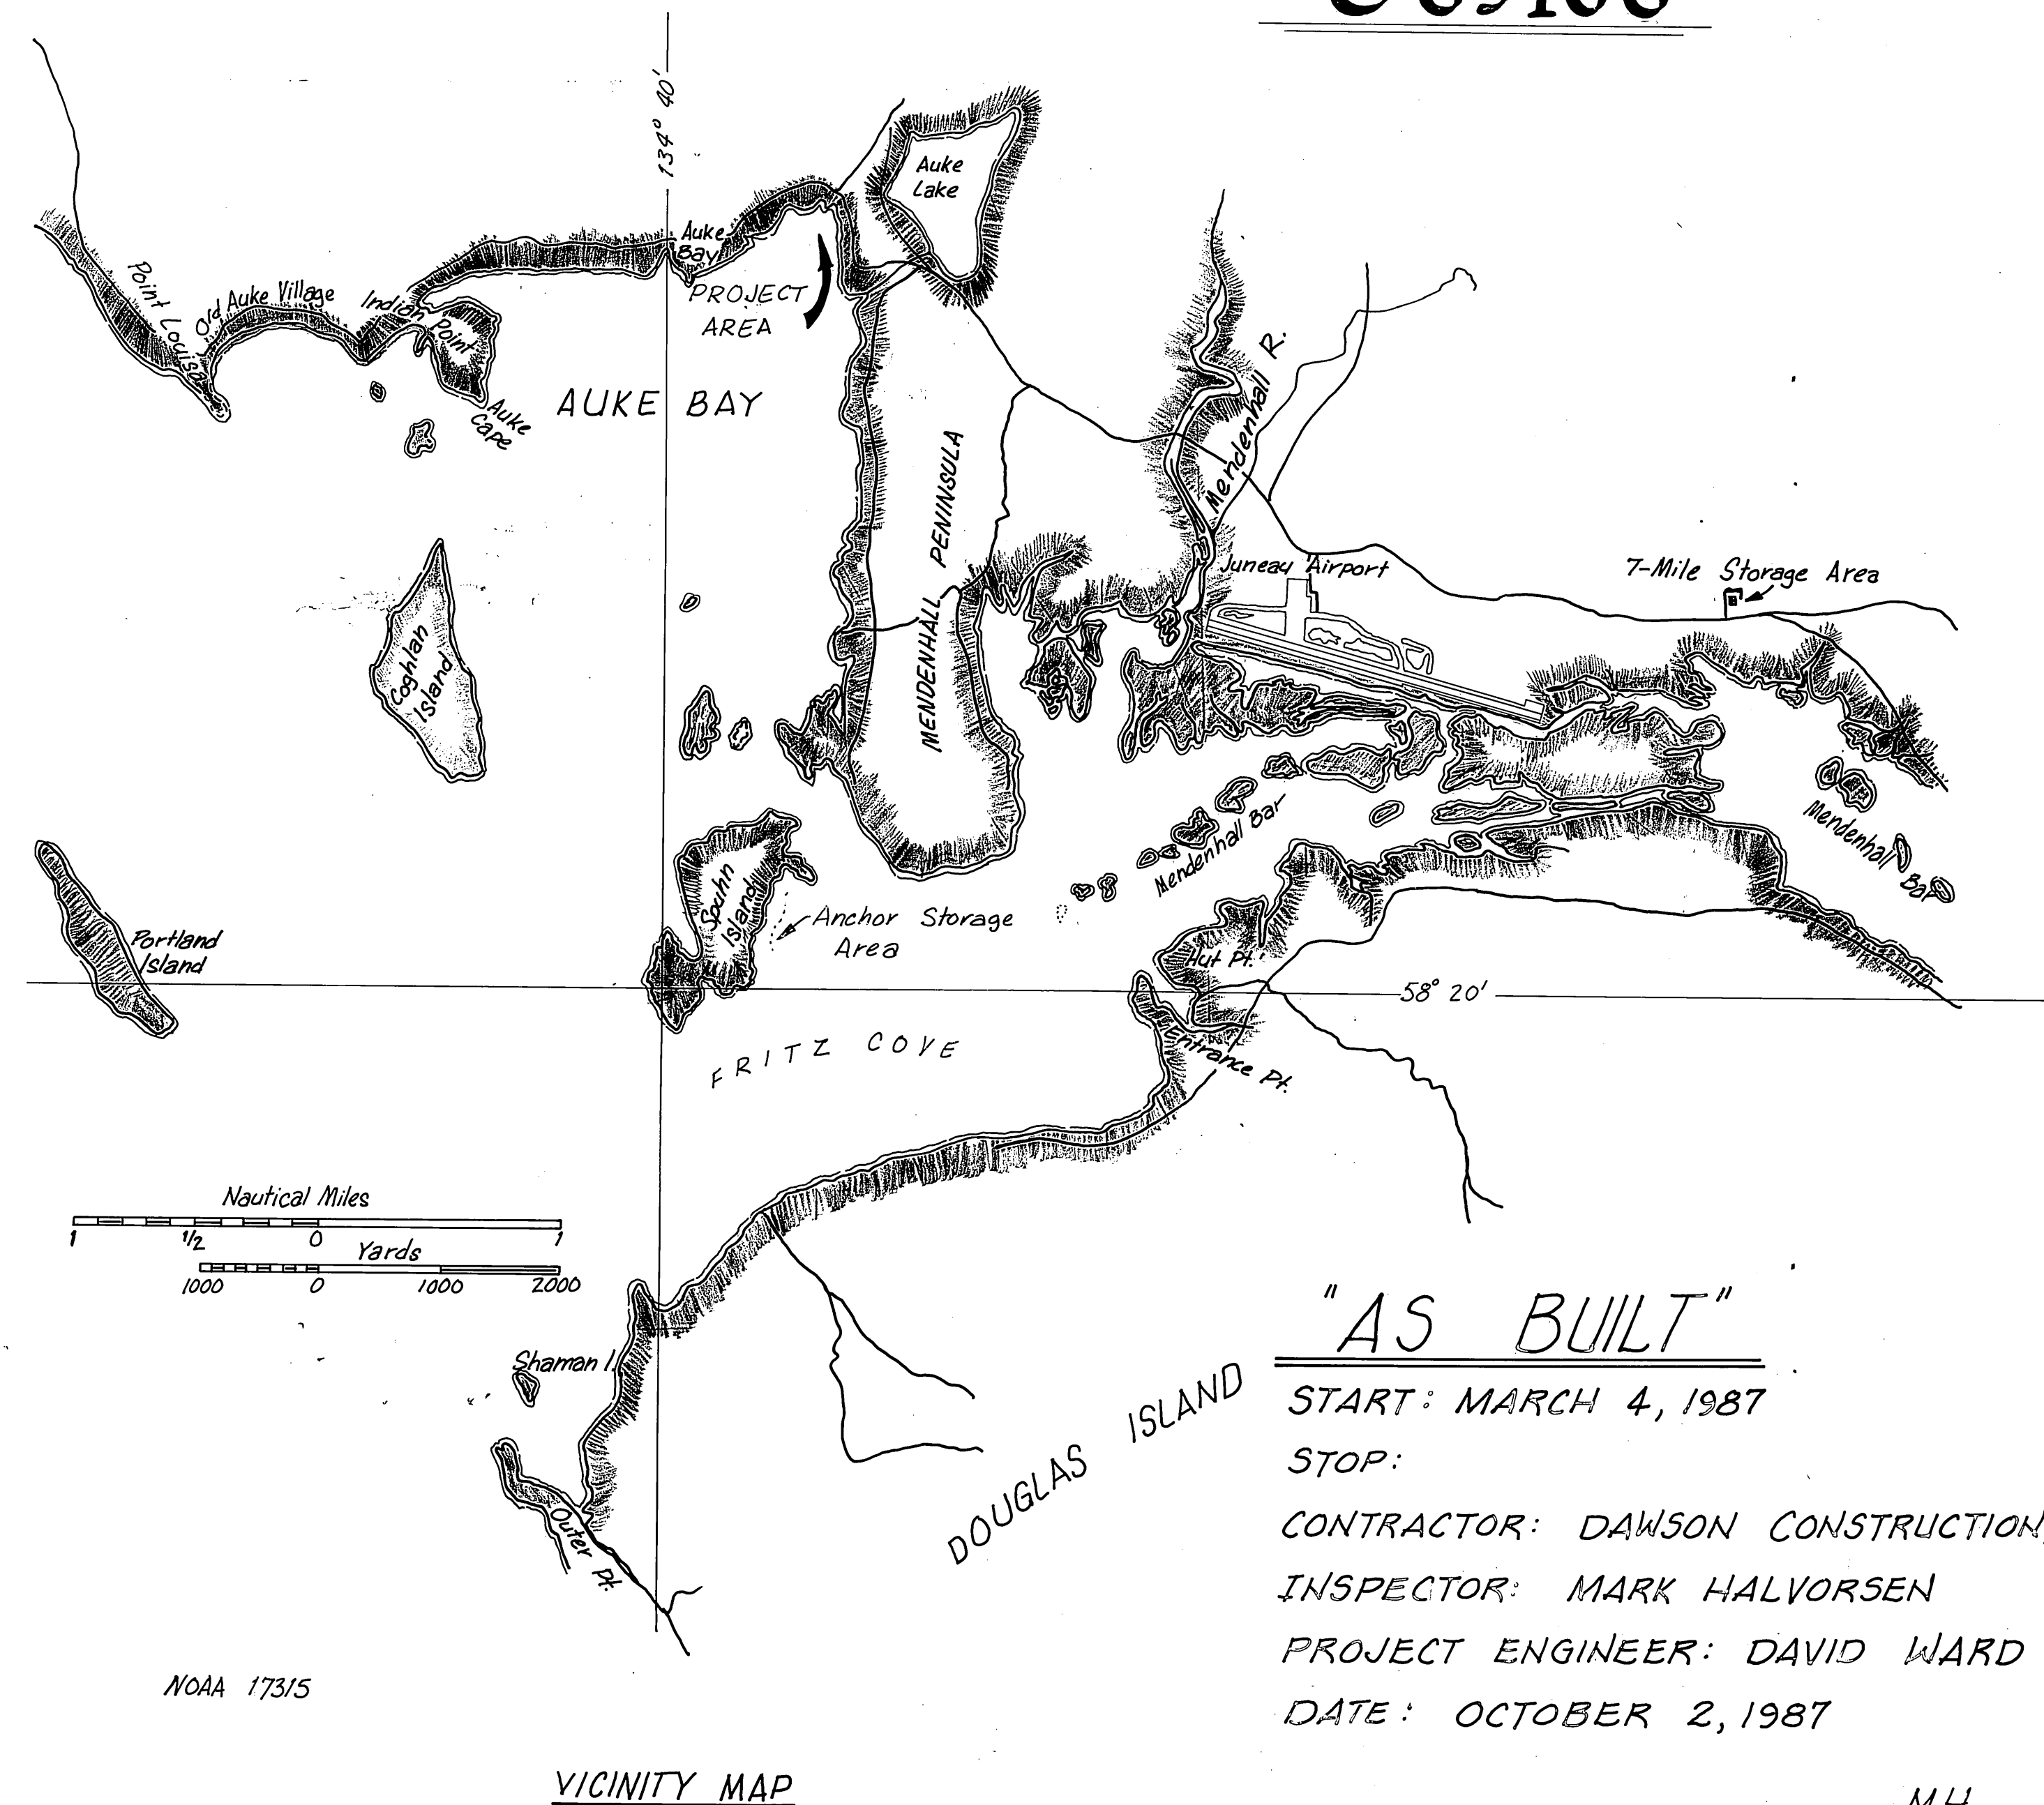 134° 40'
Auke
Lake
Auke
Bay
PROJECT
AREA
Point Louisa
Old Auke Village
Indian Point
Auke
Cape
AUKE BAY
Mendenhall R.
MENDENHALL PENINSULA
Juneau Airport
7-Mile Storage Area
Coghlan
Island
Mendenhall Bar
Mendenhall
Bar
Spuhn
Island
Anchor Storage
Area
Portland
Island
Hut Pt.
58° 20'
Entrance Pt.
FRITZ COVE
Nautical Miles
1 1/2 0 1
Yards
1000 0 1000 2000
Shaman I.
Outer Pt.
DOUGLAS ISLAND
"AS BUILT"
START: MARCH 4, 1987
STOP:
CONTRACTOR: DAWSON CONSTRUCTION,
INSPECTOR: MARK HALVORSEN
PROJECT ENGINEER: DAVID WARD
DATE: OCTOBER 2, 1987
NOAA 17315
VICINITY MAP